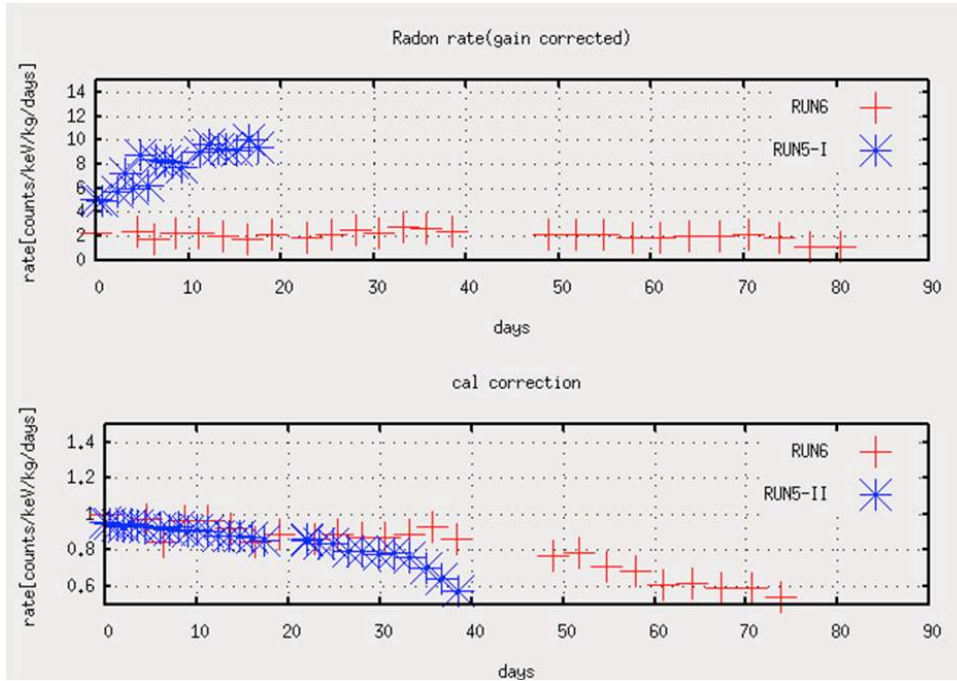 Radon rate(gain corrected)
rate[counts/keV/kg/days]
14
12
10
8
6
4
2
0
RUN6
RUN5-I
0 10 20 30 40 50 60 70 80 90
days
cal correction
rate[counts/keV/kg/days]
1.4
1.2
1
0.8
0.6
RUN6
RUN5-II
0 10 20 30 40 50 60 70 80 90
days